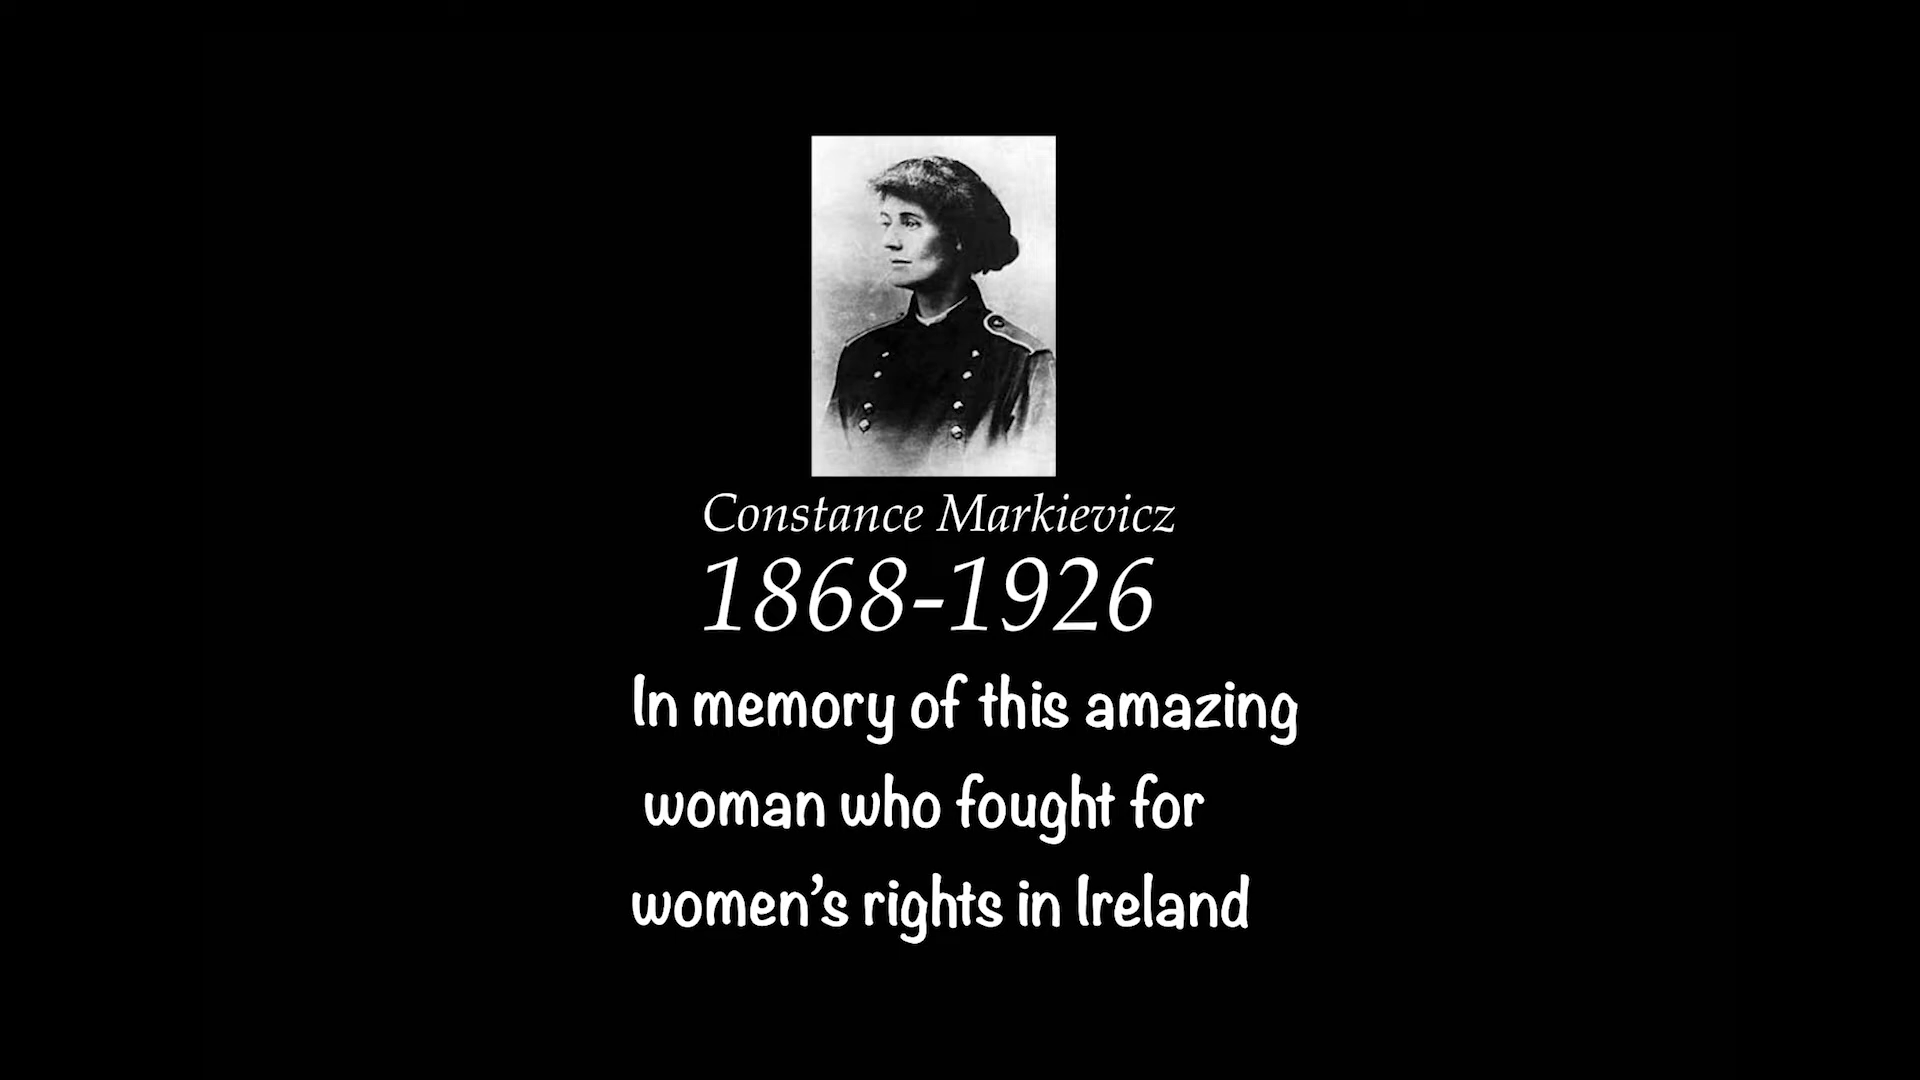 Constance Markievicz
1868-1926
In memory of this amazing
woman who fought for
women's rights in Ireland